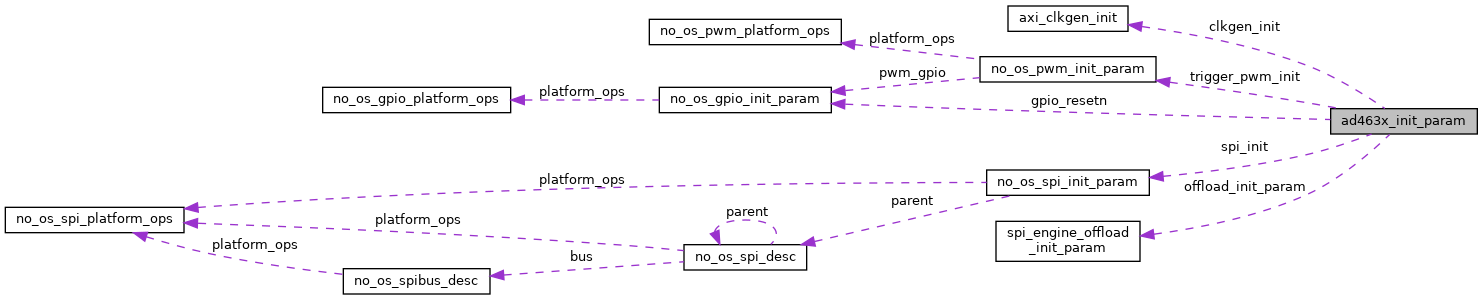 axi_clkgen_init
clkgen_init
no_os_pwm_platform_ops
platform_ops
no_os_pwm_init_param
trigger_pwm_init
pwm_gpio
no_os_gpio_platform_ops
platform_ops
no_os_gpio_init_param
gpio_resetn
ad463x_init_param
spi_init
platform_ops
no_os_spi_init_param
offload_init_param
parent
no_os_spi_platform_ops
platform_ops
parent
spi_engine_offload
_init_param
platform_ops
bus
no_os_spi_desc
no_os_spibus_desc